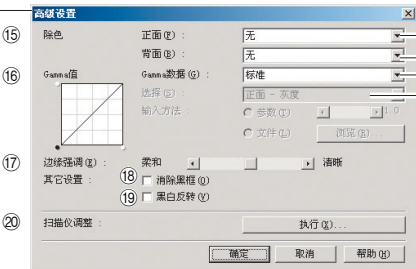 高级设置
⑮ 除色 正面(F): 无
背面(B): 无
⑯ Gamma值 Gamma数据(G): 标准
选择(S): 正面 - 灰度
输入方法: 参数(T) 1.0
文件(L) 浏览(R)...
⑰ 边缘强调(E): 柔和 清晰
其它设置: ⑱ 消除黑框(O)
⑲ 黑白反转(V)
⑳ 扫描仪调整: 执行(X)...
确定 取消 帮助(H)